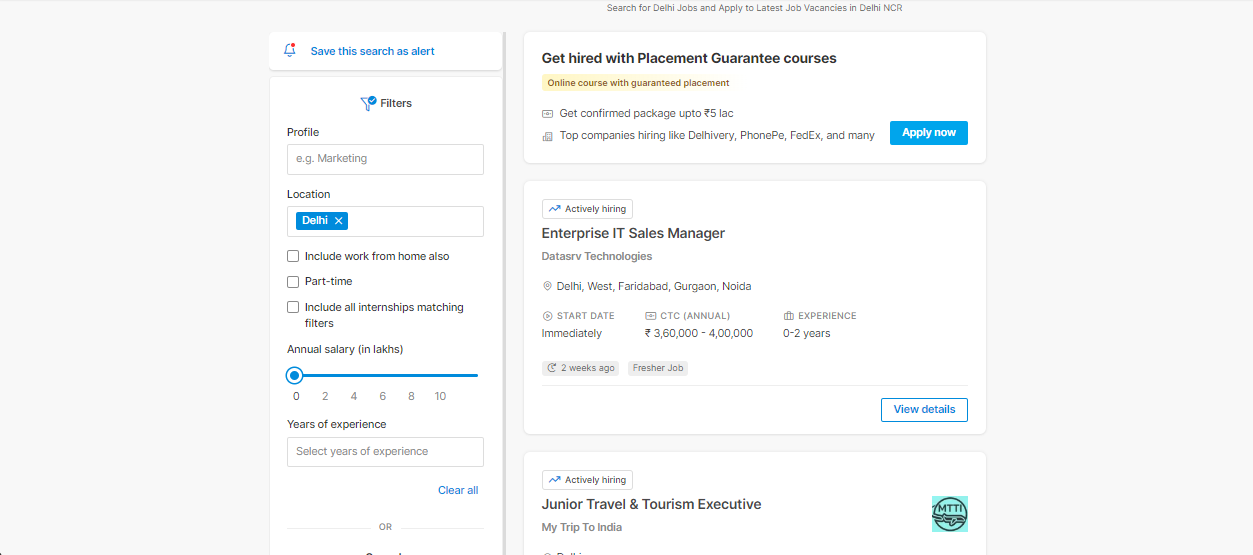 Search for Delhi Jobs and Apply to Latest Job Vacancies in Delhi NCR
Save this search as alert
Filters
Profile
e.g. Marketing
Location
Delhi
Include work from home also
Part-time
Include all internships matching
filters
Annual salary (in lakhs)
0 2 4 6 8 10
Years of experience
Select years of experience
Clear all
OR
Get hired with Placement Guarantee courses
Online course with guaranteed placement
Get confirmed package upto ₹5 lac
Top companies hiring like Delhivery, PhonePe, FedEx, and many
Apply now
Actively hiring
Enterprise IT Sales Manager
Datasrv Technologies
Delhi, West, Faridabad, Gurgaon, Noida
START DATE CTC (ANNUAL) EXPERIENCE
Immediately ₹ 3,60,000 - 4,00,000 0-2 years
2 weeks ago Fresher Job
View details
Actively hiring
Junior Travel & Tourism Executive
My Trip To India
MTTI